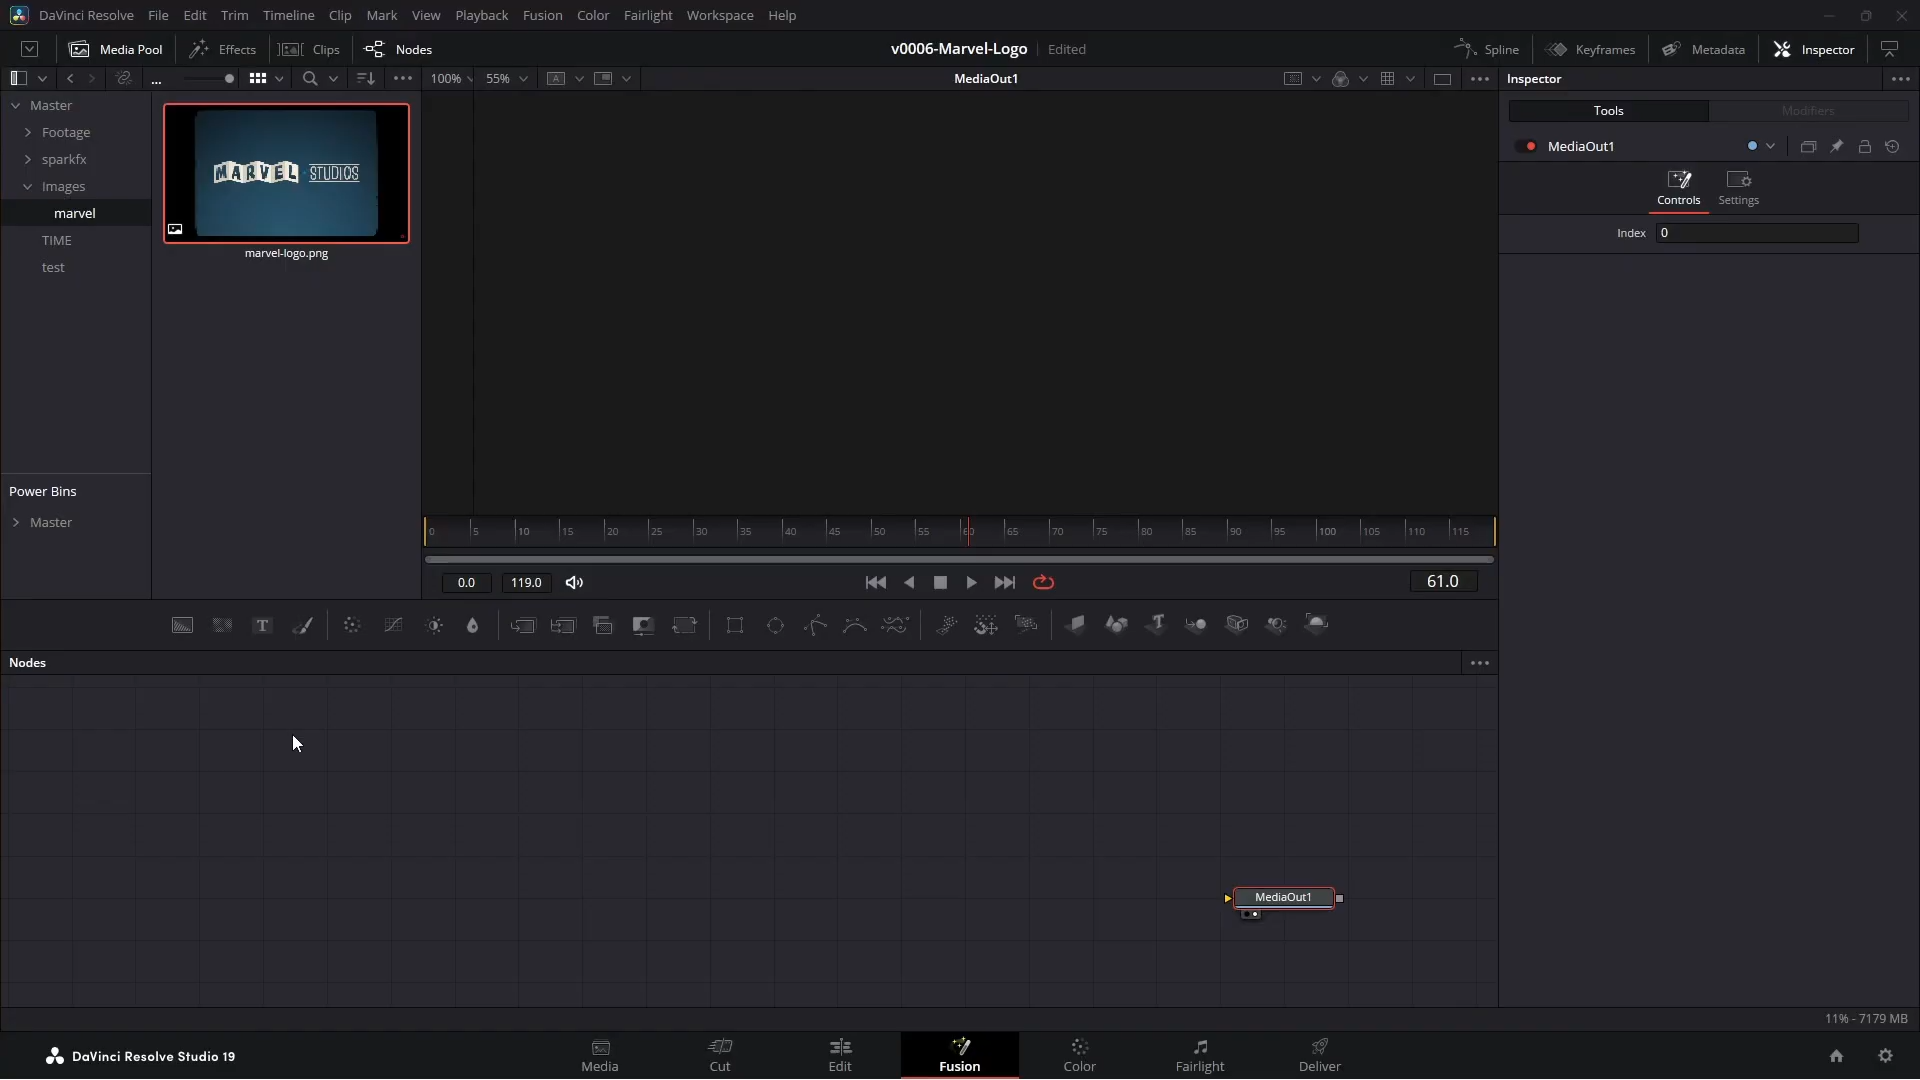 DaVinci Resolve File Edit Trim Timeline Clip Mark View Playback Fusion Color Fairlight Workspace Help
Media Pool Effects Clips Nodes v0006-Marvel-Logo Edited Spline Keyframes Metadata Inspector
... 100% 55% A MediaOut1 Inspector
Master
Footage
sparkfx
Images
marvel
TIME
test
MARVEL STUDIOS
marvel-logo.png
Tools Modifiers
MediaOut1
Controls Settings
Index 0
Power Bins
Master
0 5 10 15 20 25 30 35 40 45 50 55 60 65 70 75 80 85 90 95 100 105 110 115
0.0 119.0 61.0
T T
Nodes
MediaOut1
11% - 7179 MB
DaVinci Resolve Studio 19
Media Cut Edit Fusion Color Fairlight Deliver